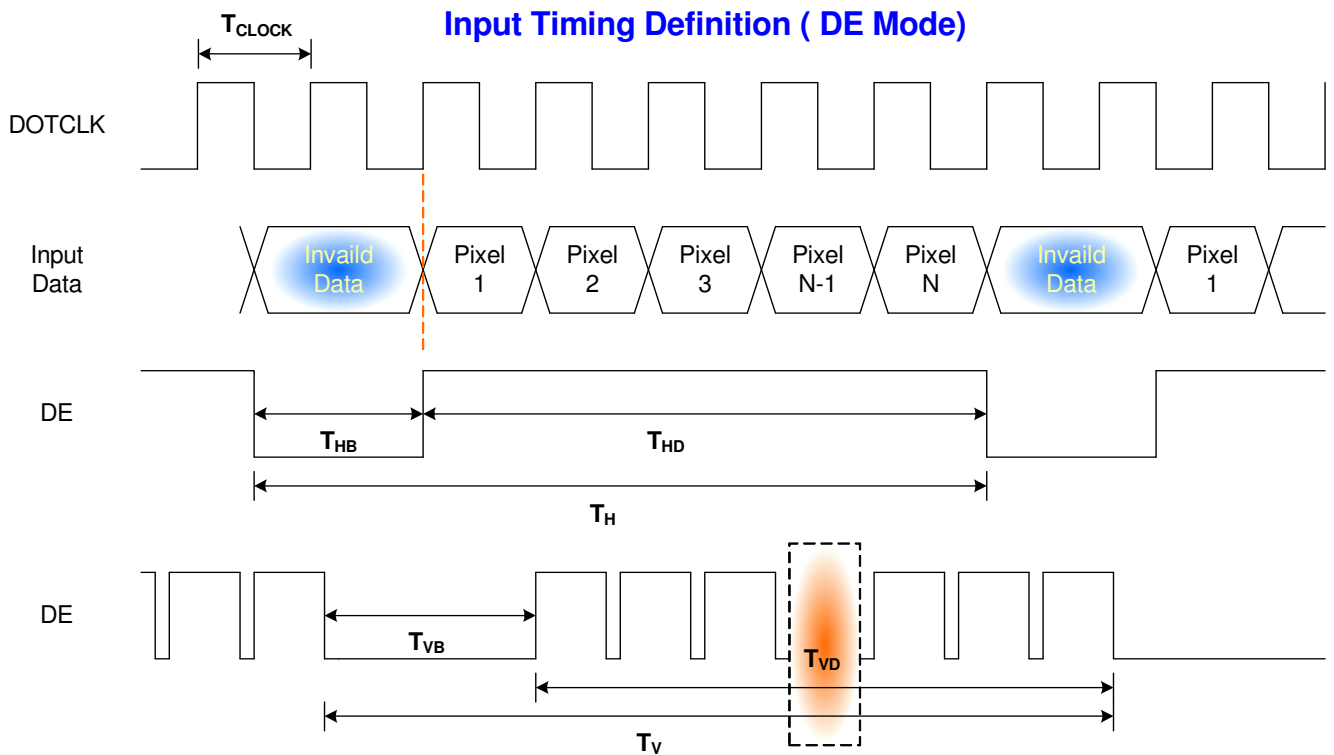 Input Timing Definition ( DE Mode)
TCLOCK
DOTCLK
Input
Data
Invaild
Data
Pixel
1
Pixel
2
Pixel
3
Pixel
N-1
Pixel
N
Invaild
Data
Pixel
1
DE
THB
THD
TH
DE
TVB
TVD
TV